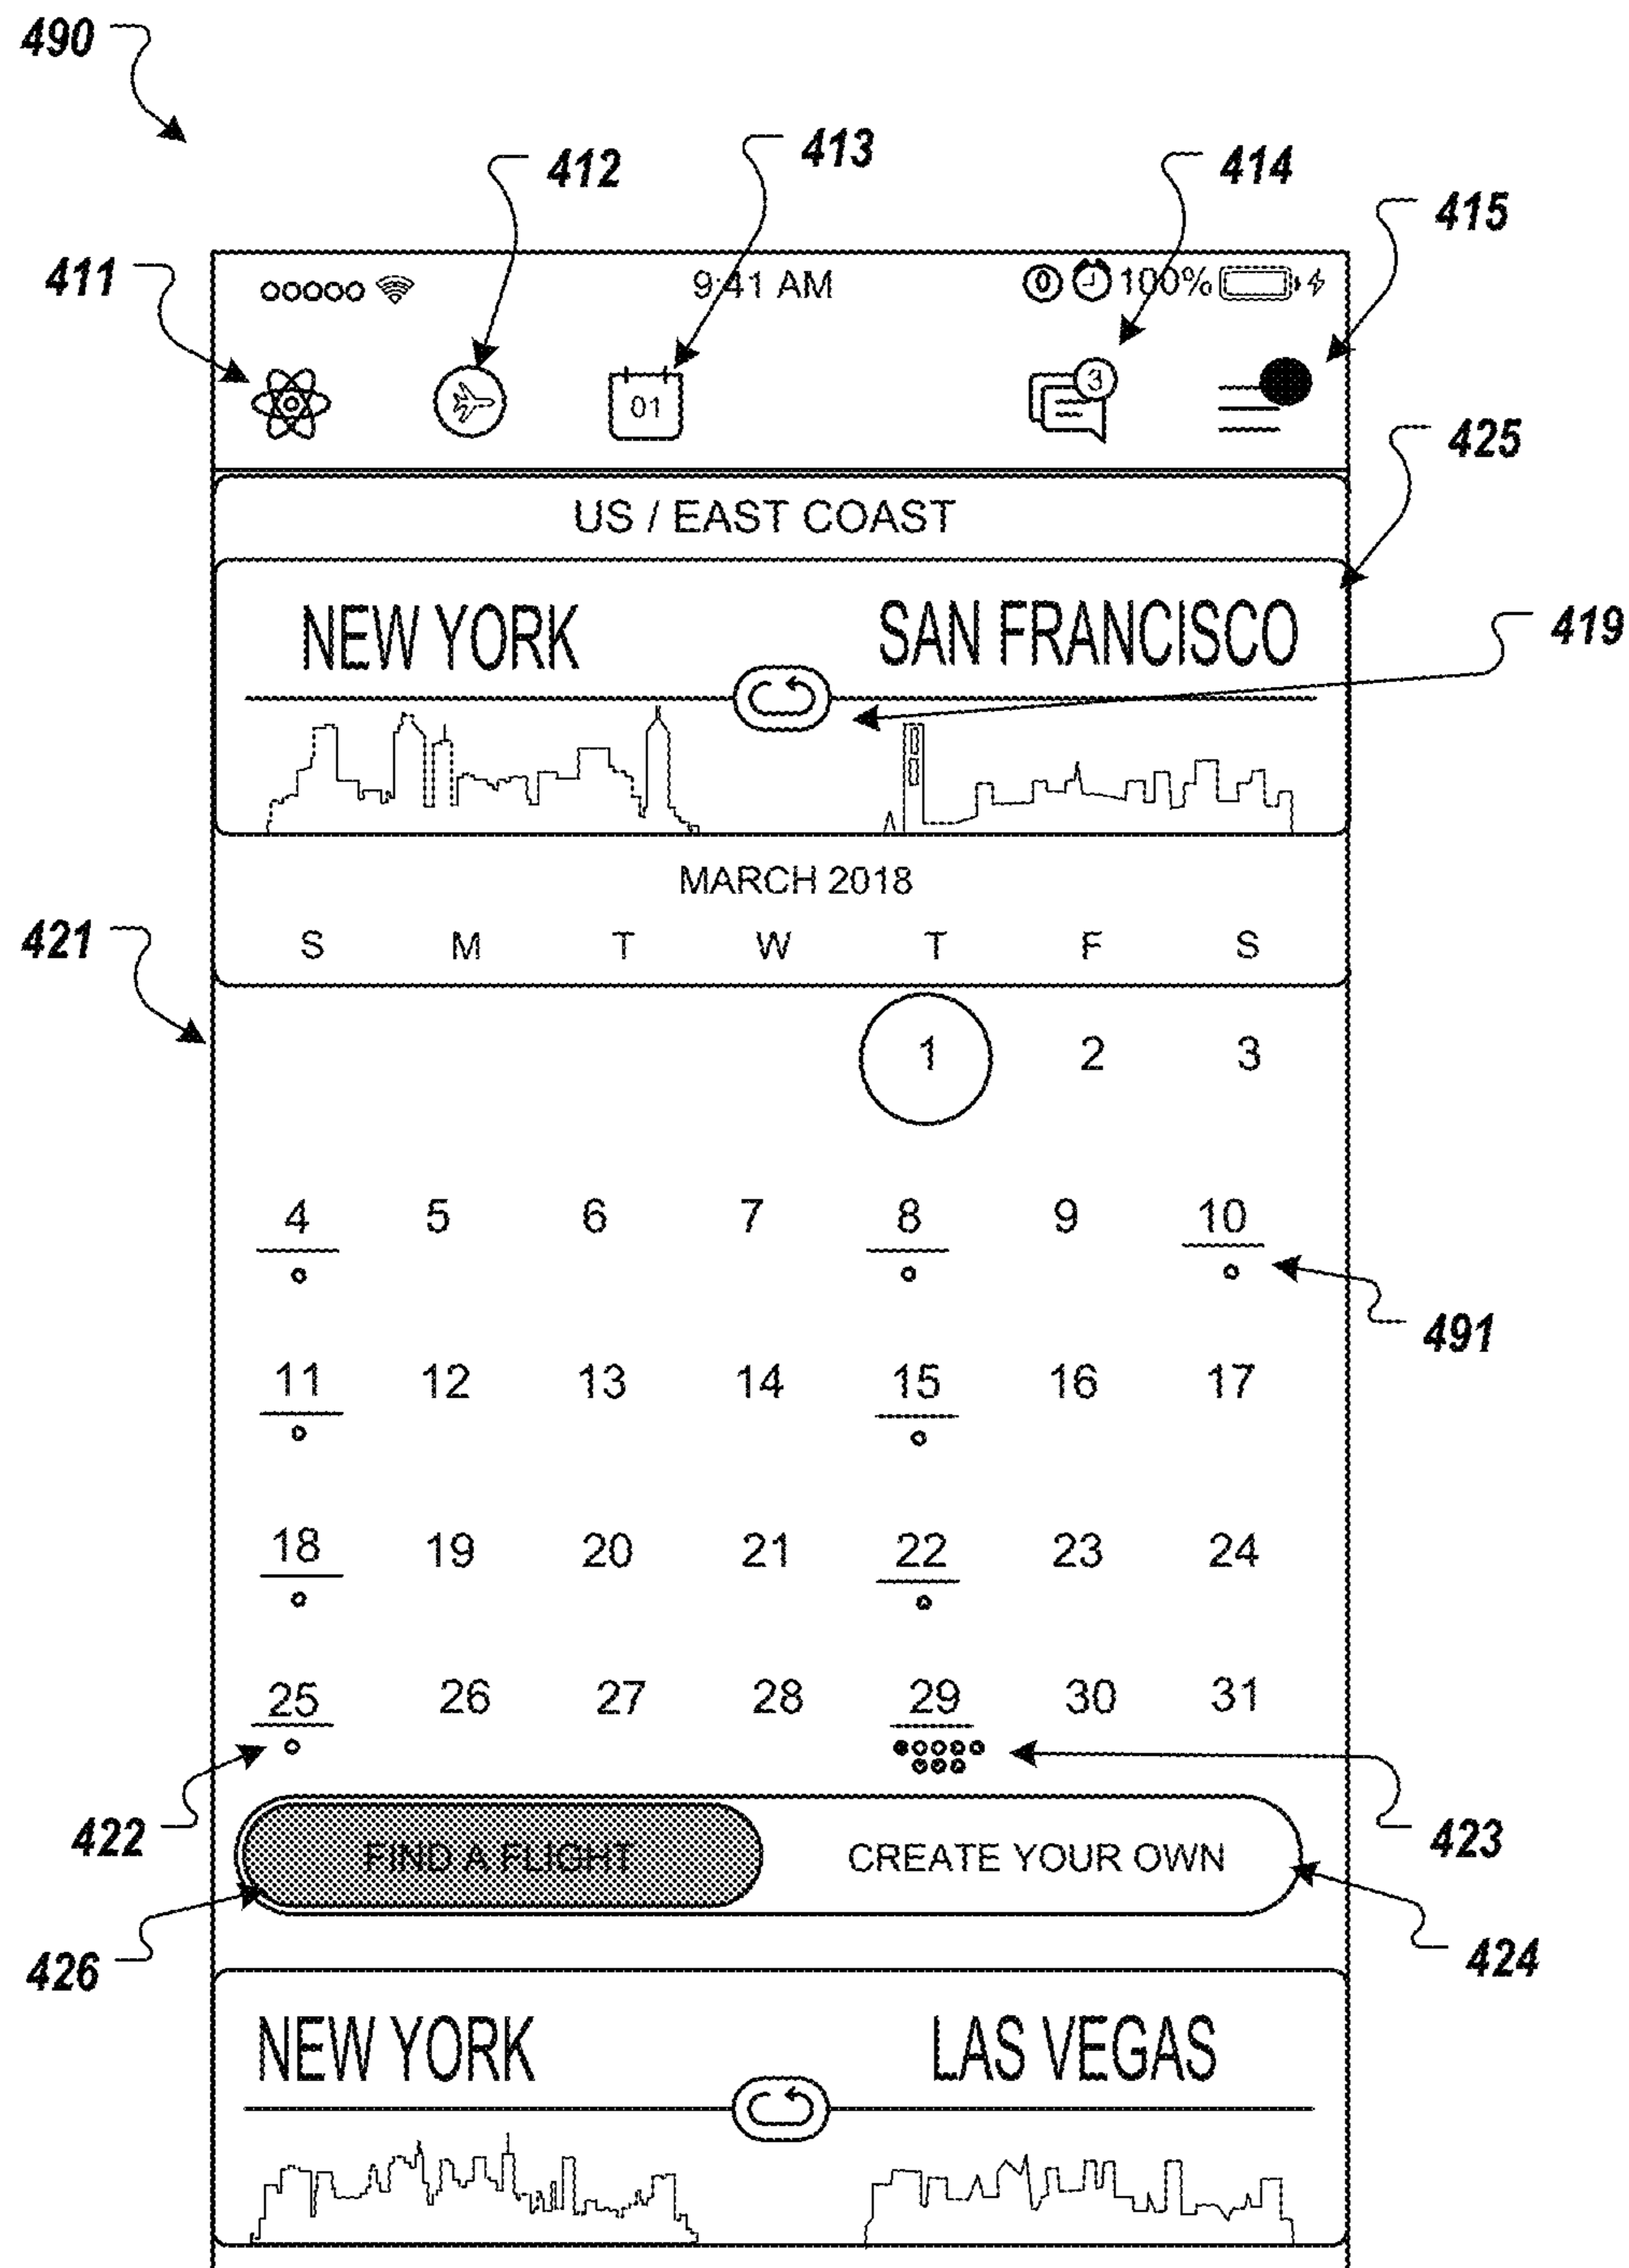 490
412
413
414
415
411
9:41 AM
100%
01
3
425
US / EAST COAST
NEW YORK
SAN FRANCISCO
419
MARCH 2018
421
S M T W T F S
1 2 3
4 5 6 7 8 9 10
491
11 12 13 14 15 16 17
18 19 20 21 22 23 24
25 26 27 28 29 30 31
422
423
FIND A FLIGHT
CREATE YOUR OWN
426
424
NEW YORK
LAS VEGAS